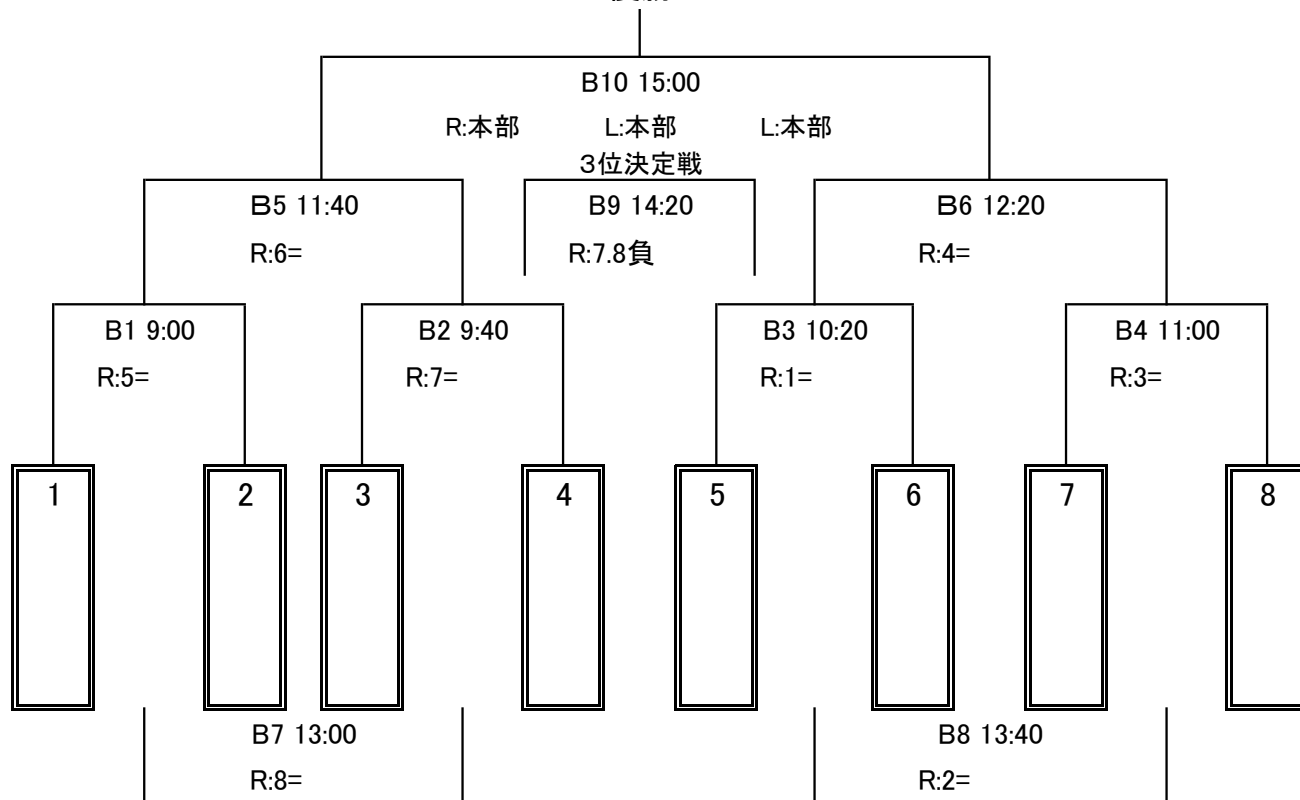 B10 15:00
R:本部 L:本部 L:本部
３位決定戦
B5 11:40 B9 14:20 B6 12:20
R:6= R:7.8負 R:4=
B1 9:00 B2 9:40 B3 10:20 B4 11:00
R:5= R:7= R:1= R:3=
1 2 3 4 5 6 7 8
B7 13:00 B8 13:40
R:8= R:2=